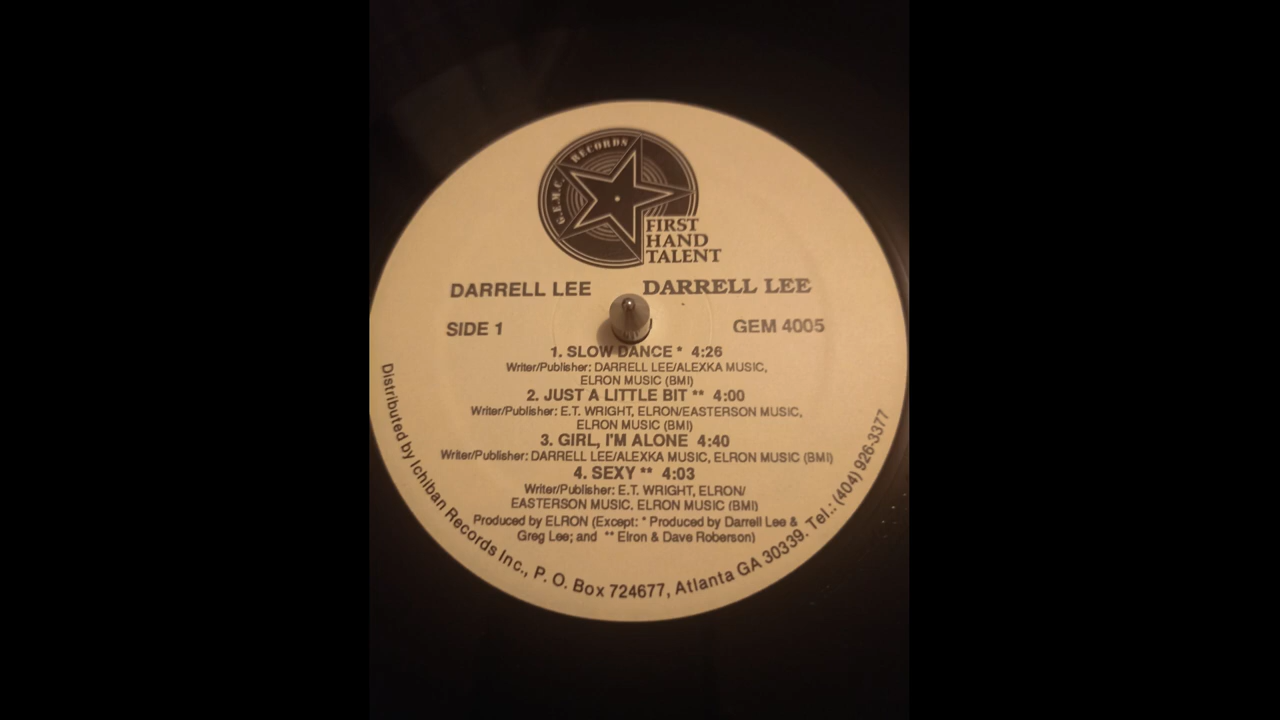 G.E.M.C. RECORDS
FIRST
HAND
TALENT
DARRELL LEE DARRELL LEE
SIDE 1 GEM 4005
1. SLOW DANCE * 4:26
Writer/Publisher: DARRELL LEE/ALEXKA MUSIC,
ELRON MUSIC (BMI)
2. JUST A LITTLE BIT ** 4:00
Writer/Publisher: E.T. WRIGHT, ELRON/EASTERSON MUSIC,
ELRON MUSIC (BMI)
3. GIRL, I'M ALONE 4:40
Writer/Publisher: DARRELL LEE/ALEXKA MUSIC, ELRON MUSIC (BMI)
4. SEXY ** 4:03
Writer/Publisher: E.T. WRIGHT, ELRON/
EASTERSON MUSIC, ELRON MUSIC (BMI)
Produced by ELRON (Except: * Produced by Darrell Lee &
Greg Lee; and ** Elron & Dave Roberson)
Distributed by Ichiban Records Inc., P. O. Box 724677, Atlanta GA 30339. Tel.: (404) 926-3377